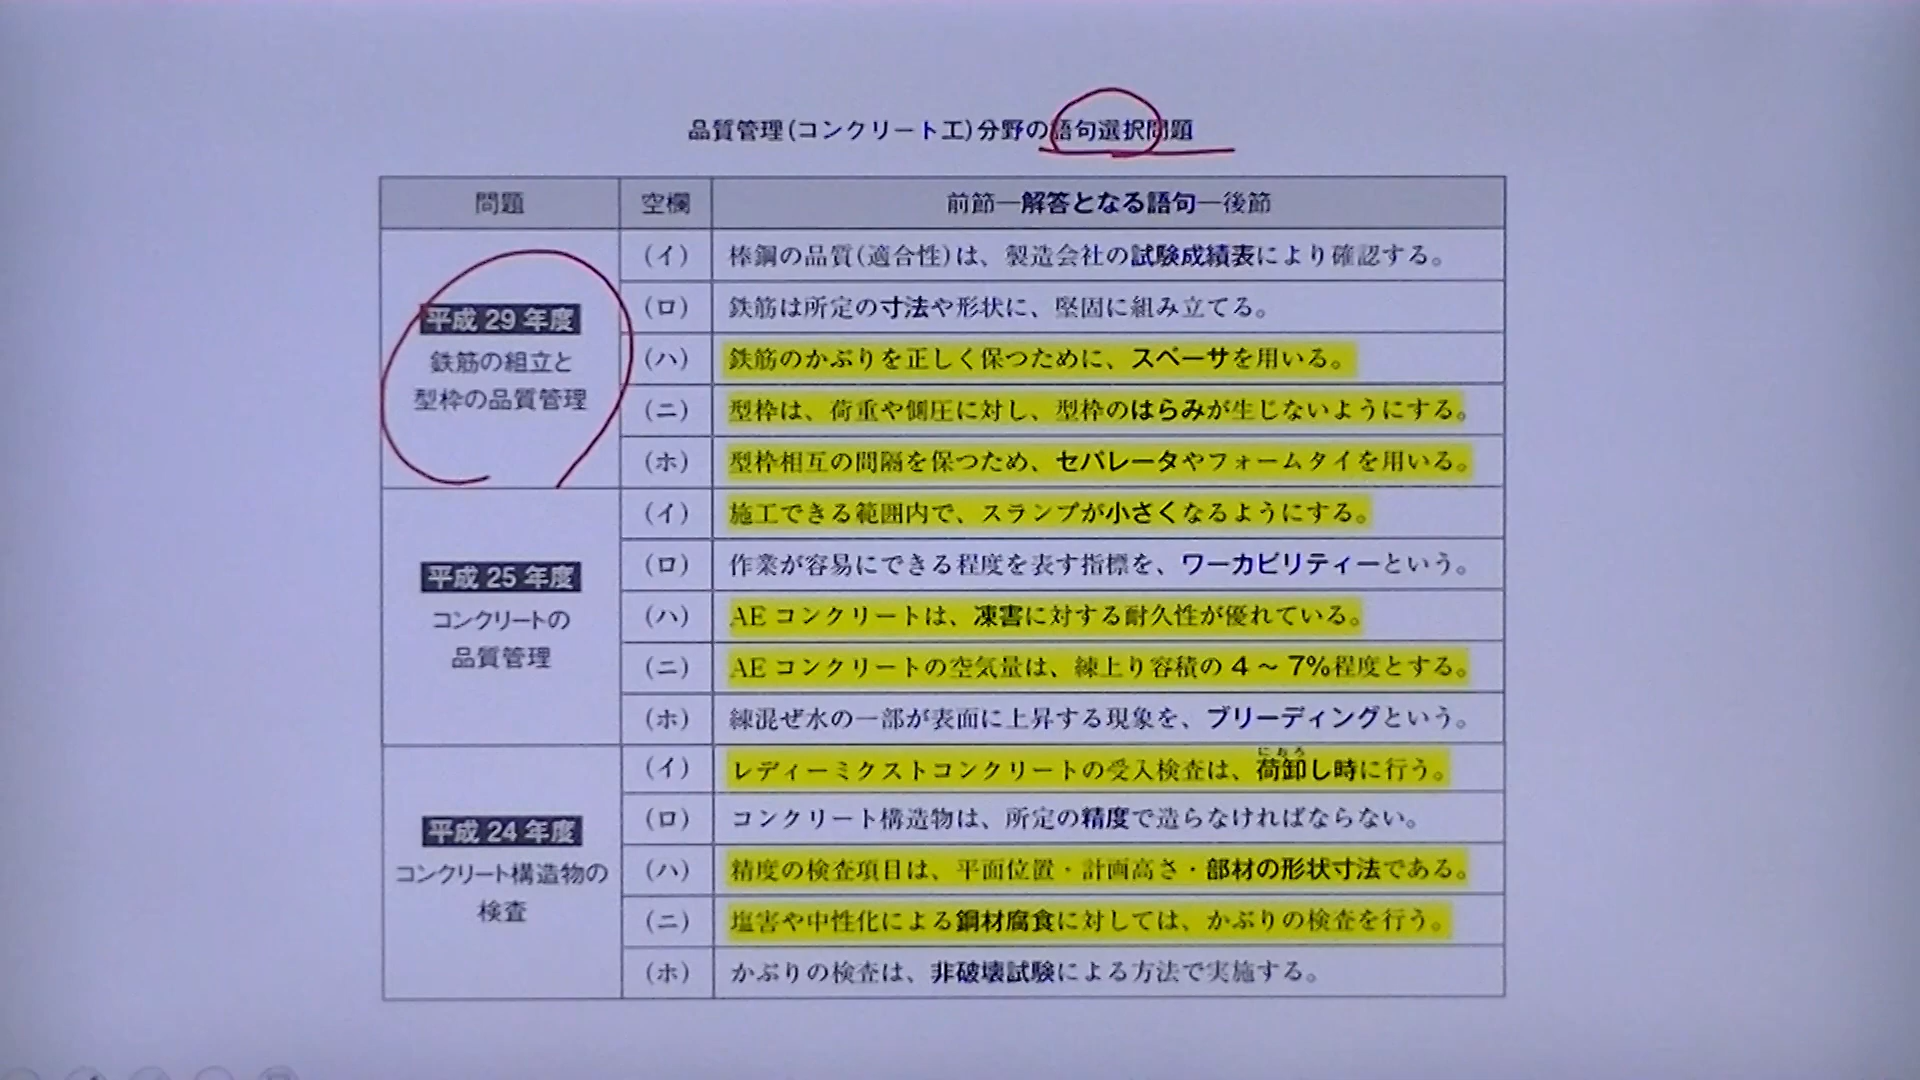 品質管理(コンクリート工)分野の語句選択問題
問題 空欄 前節―解答となる語句―後節
平成 29 年度
鉄筋の組立と
型枠の品質管理
(イ) 棒鋼の品質(適合性)は、製造会社の試験成績表により確認する。
(ロ) 鉄筋は所定の寸法や形状に、堅固に組み立てる。
(ハ) 鉄筋のかぶりを正しく保つために、スペーサを用いる。
(ニ) 型枠は、荷重や側圧に対し、型枠のはらみが生じないようにする。
(ホ) 型枠相互の間隔を保つため、セパレータやフォームタイを用いる。
平成 25 年度
コンクリートの
品質管理
(イ) 施工できる範囲内で、スランプが小さくなるようにする。
(ロ) 作業が容易にできる程度を表す指標を、ワーカビリティーという。
(ハ) AE コンクリートは、凍害に対する耐久性が優れている。
(ニ) AE コンクリートの空気量は、練上り容積の 4 ～ 7%程度とする。
(ホ) 練混ぜ水の一部が表面に上昇する現象を、ブリーディングという。
平成 24 年度
コンクリート構造物の
検査
におろ
(イ) レディーミクストコンクリートの受入検査は、荷卸し時に行う。
(ロ) コンクリート構造物は、所定の精度で造らなければならない。
(ハ) 精度の検査項目は、平面位置・計画高さ・部材の形状寸法である。
(ニ) 塩害や中性化による鋼材腐食に対しては、かぶりの検査を行う。
(ホ) かぶりの検査は、非破壊試験による方法で実施する。